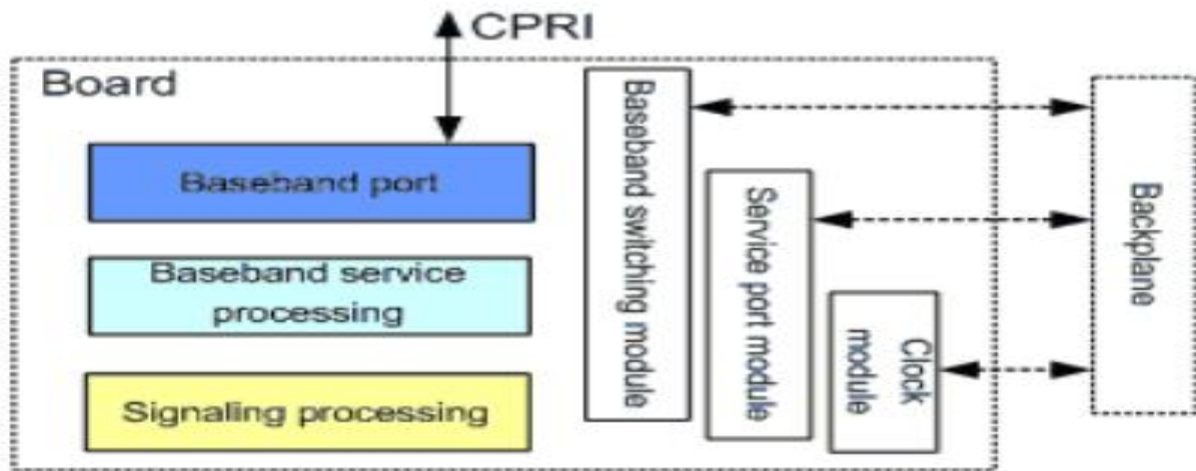 CPRI
Board
Baseband port
Baseband service
processing
Signaling processing
Baseband switching module
Service port module
Clock
module
Backplane